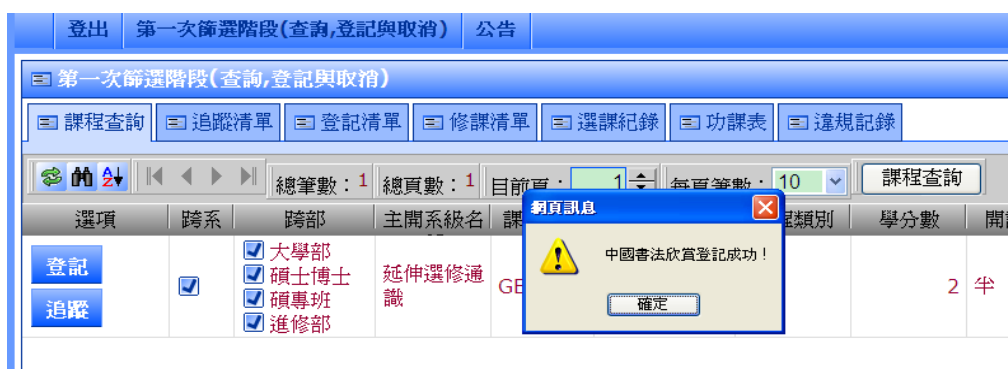 登出 第一次篩選階段(查詢,登記與取消) 公告
第一次篩選階段(查詢,登記與取消)
課程查詢 追蹤清單 登記清單 修課清單 選課紀錄 功課表 違規記錄
總筆數：1 總頁數：1 目前頁： 1 每頁筆數： 10 課程查詢
選項 跨系 跨部 主開系級名 課 程類別 學分數 開
網頁訊息
中國書法欣賞登記成功！
確定
登記
追蹤
大學部
碩士博士
碩專班
進修部
延伸選修通
識
GE
2 半